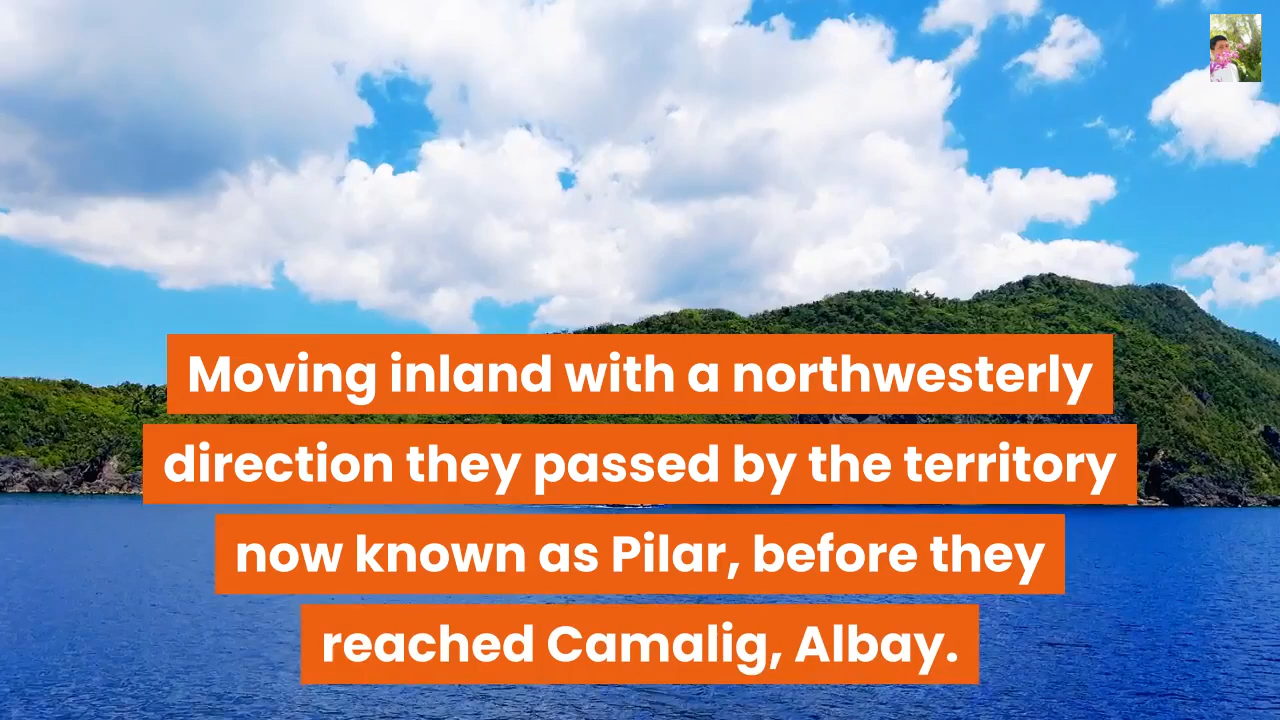 Moving inland with a northwesterly
direction they passed by the territory
now known as Pilar, before they
reached Camalig, Albay.